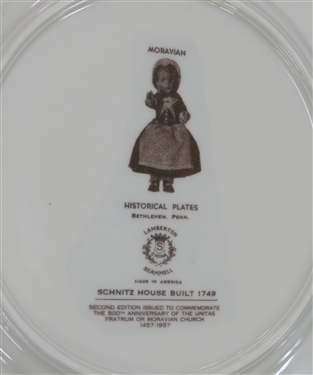 MORAVIAN
HISTORICAL PLATES
BETHLEHEM, PENN.
LAMBERTON
S
CHINA
SCAMMELL
MADE IN AMERICA
SCHNITZ HOUSE BUILT 1749
SECOND EDITION ISSUED TO COMMEMORATE
THE 500TH ANNIVERSARY OF THE UNITAS
FRATRUM OR MORAVIAN CHURCH
1457-1957